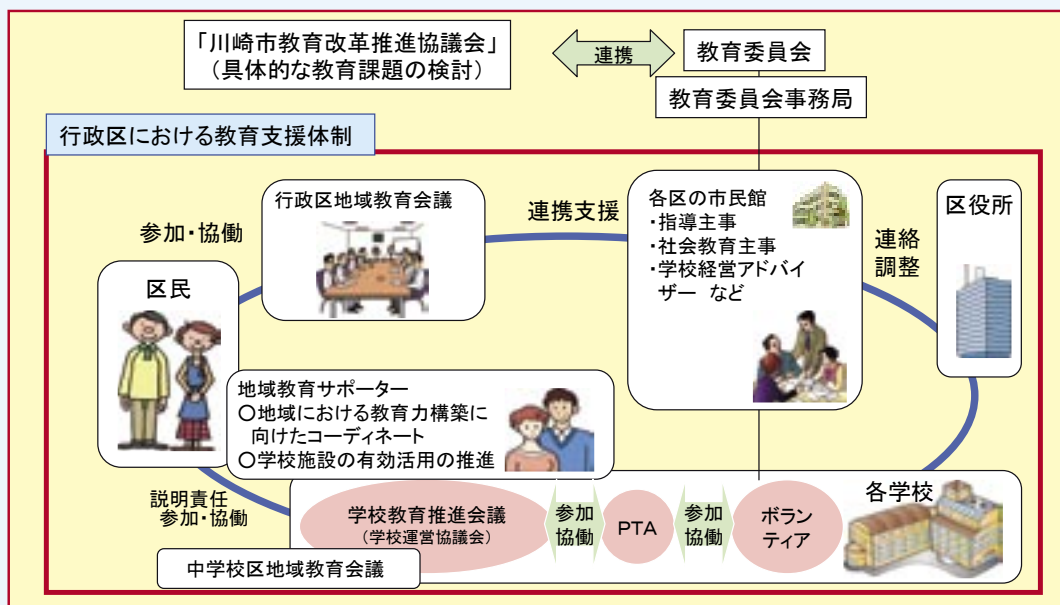 「川崎市教育改革推進協議会」
（具体的な教育課題の検討）
連携
教育委員会
教育委員会事務局
行政区における教育支援体制
行政区地域教育会議
参加・協働
連携支援
各区の市民館
・指導主事
・社会教育主事
・学校経営アドバイ
ザー など
区役所
連絡
調整
区民
地域教育サポーター
○地域における教育力構築に
向けたコーディネート
○学校施設の有効活用の推進
説明責任
参加・協働
学校教育推進会議
（学校運営協議会）
参加
協働
PTA
参加
協働
ボラン
ティア
各学校
中学校区地域教育会議